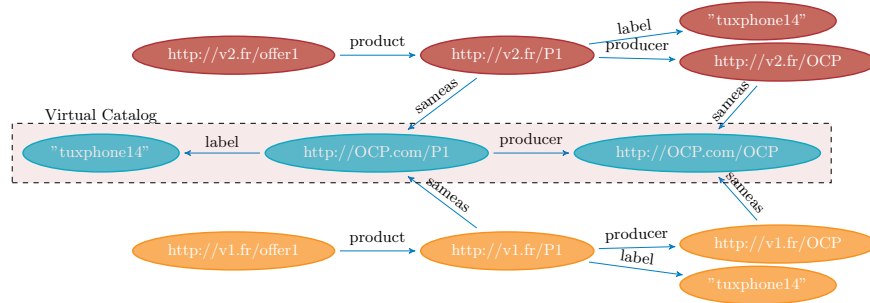 "tuxphone14"
label
http://v2.fr/offer1
product
http://v2.fr/P1
producer
http://v2.fr/OCP
sameas
sameas
Virtual Catalog
"tuxphone14"
label
http://OCP.com/P1
producer
http://OCP.com/OCP
sameas
sameas
http://v1.fr/offer1
product
http://v1.fr/P1
producer
http://v1.fr/OCP
label
"tuxphone14"